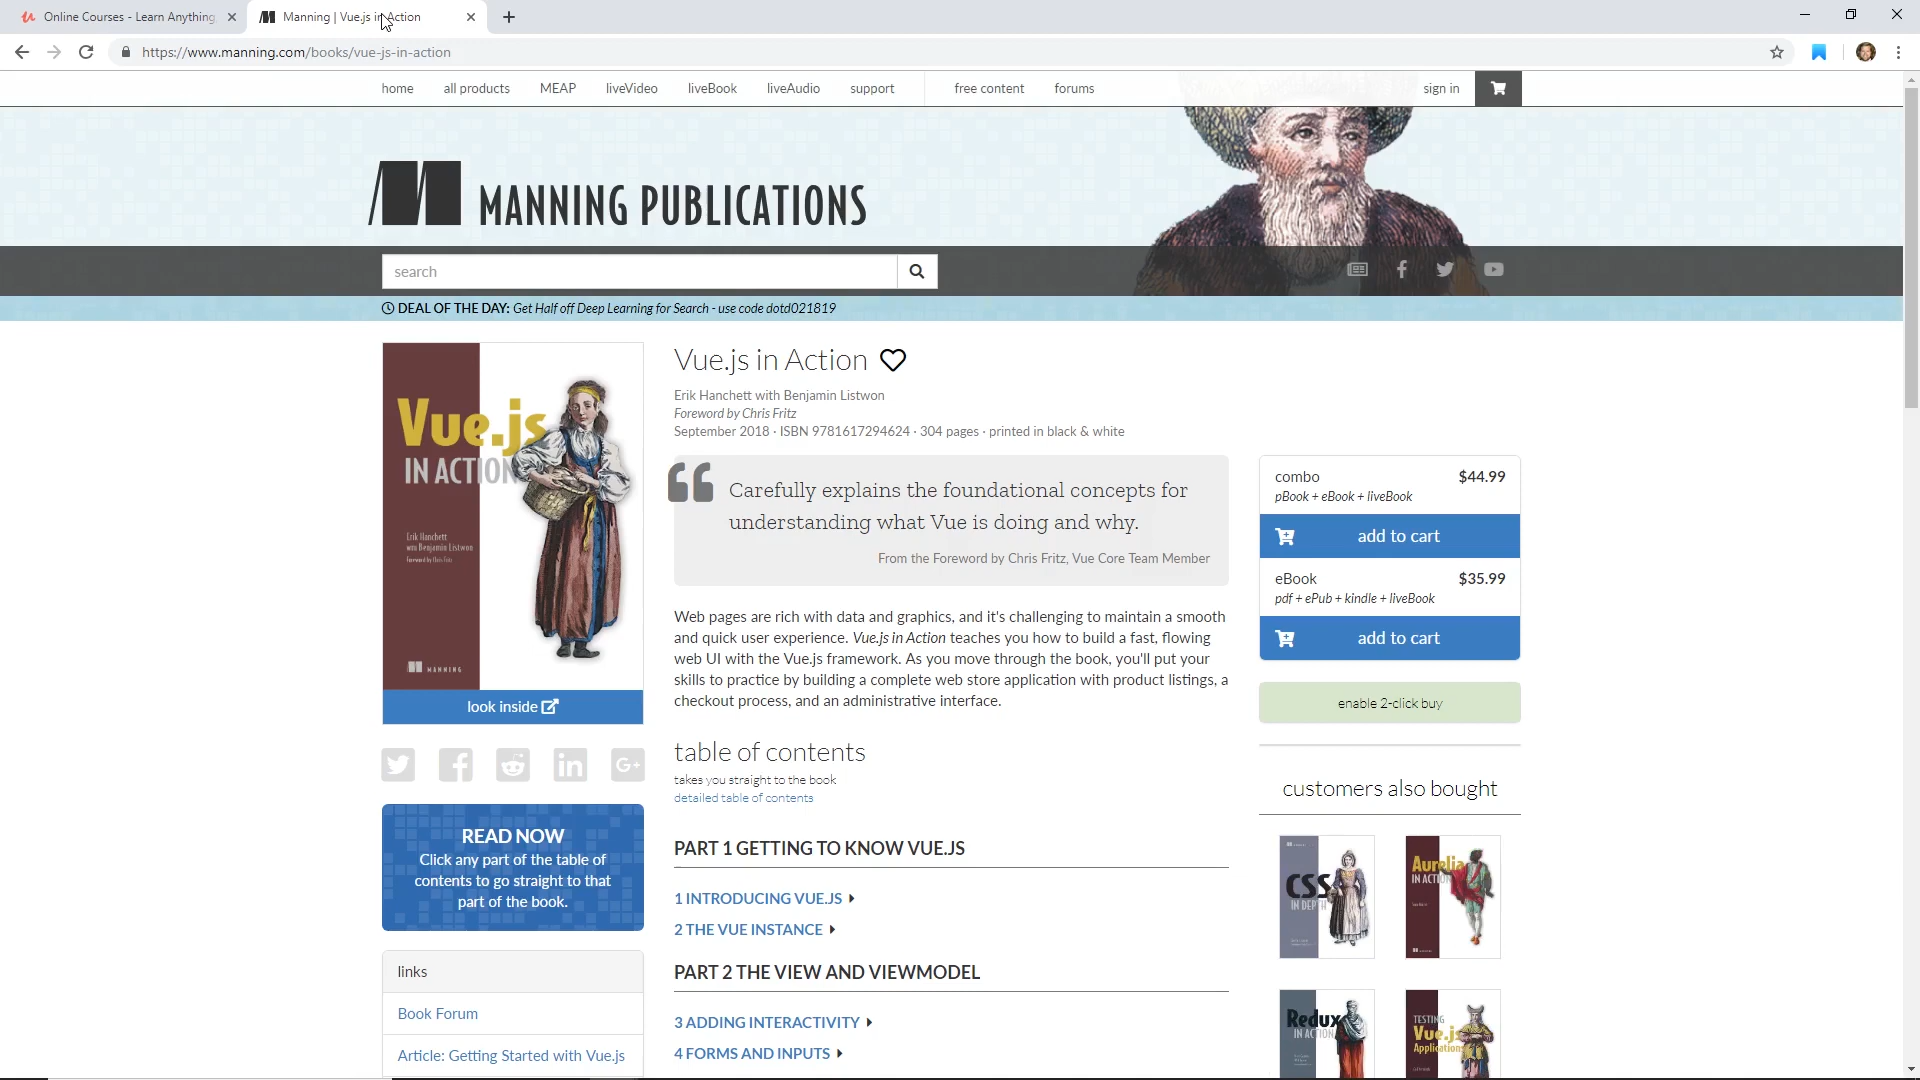 Online Courses - Learn Anything
Manning | Vue.js in Action
https://www.manning.com/books/vue-js-in-action
home
all products
MEAP
liveVideo
liveBook
liveAudio
support
free content
forums
sign in
MANNING PUBLICATIONS
search
DEAL OF THE DAY: Get Half off Deep Learning for Search - use code dotd021819
Vue.js
IN ACTION
Erik Hanchett
with Benjamin Listwon
Foreword by Chris Fritz
MANNING
look inside
READ NOW
Click any part of the table of
contents to go straight to that
part of the book.
links
Book Forum
Article: Getting Started with Vue.js
Vue.js in Action
Erik Hanchett with Benjamin Listwon
Foreword by Chris Fritz
September 2018 · ISBN 9781617294624 · 304 pages · printed in black & white
Carefully explains the foundational concepts for
understanding what Vue is doing and why.
From the Foreword by Chris Fritz, Vue Core Team Member
Web pages are rich with data and graphics, and it's challenging to maintain a smooth
and quick user experience. Vue.js in Action teaches you how to build a fast, flowing
web UI with the Vue.js framework. As you move through the book, you'll put your
skills to practice by building a complete web store application with product listings, a
checkout process, and an administrative interface.
table of contents
takes you straight to the book
detailed table of contents
PART 1 GETTING TO KNOW VUE.JS
1 INTRODUCING VUE.JS
2 THE VUE INSTANCE
PART 2 THE VIEW AND VIEWMODEL
3 ADDING INTERACTIVITY
4 FORMS AND INPUTS
combo $44.99
pBook + eBook + liveBook
add to cart
eBook $35.99
pdf + ePub + kindle + liveBook
add to cart
enable 2-click buy
customers also bought
CSS
IN DEPTH
Aurelia
IN ACTION
Redux
IN ACTION
TESTING
Vue.js
Applications